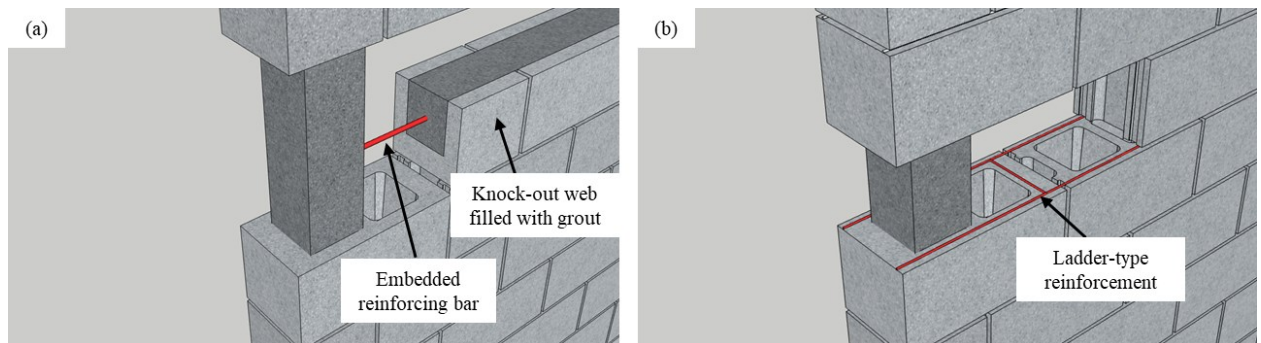 (a)
Knock-out web
filled with grout
Embedded
reinforcing bar
(b)
Ladder-type
reinforcement